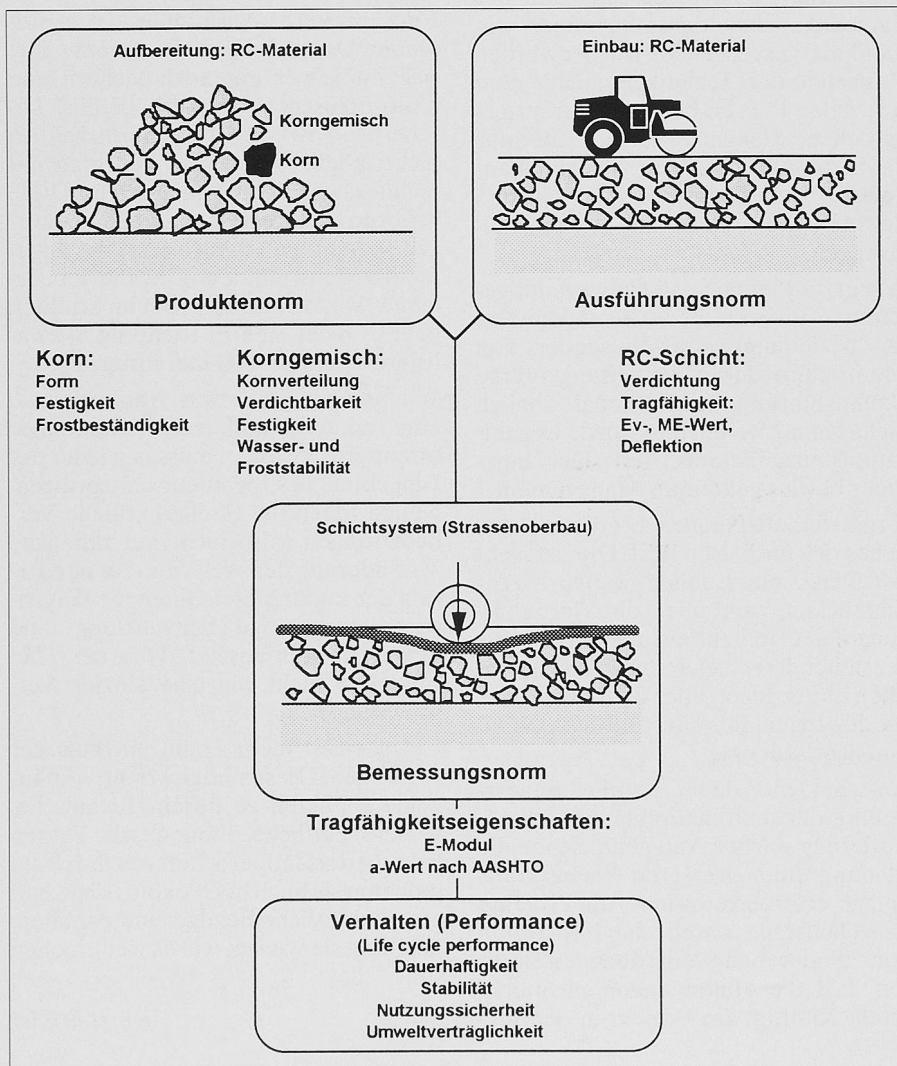 Aufbereitung: RC-Material
Korngemisch
Korn
Produktenorm
Einbau: RC-Material
Ausführungsnorm
Korn:
Form
Festigkeit
Frostbeständigkeit
Korngemisch:
Kornverteilung
Verdichtbarkeit
Festigkeit
Wasser- und
Froststabilität
RC-Schicht:
Verdichtung
Tragfähigkeit:
Ev-, ME-Wert,
Deflektion
Schichtsystem (Strassenoberbau)
Bemessungsnorm
Tragfähigkeitseigenschaften:
E-Modul
a-Wert nach AASHTO
Verhalten (Performance)
(Life cycle performance)
Dauerhaftigkeit
Stabilität
Nutzungssicherheit
Umweltverträglichkeit